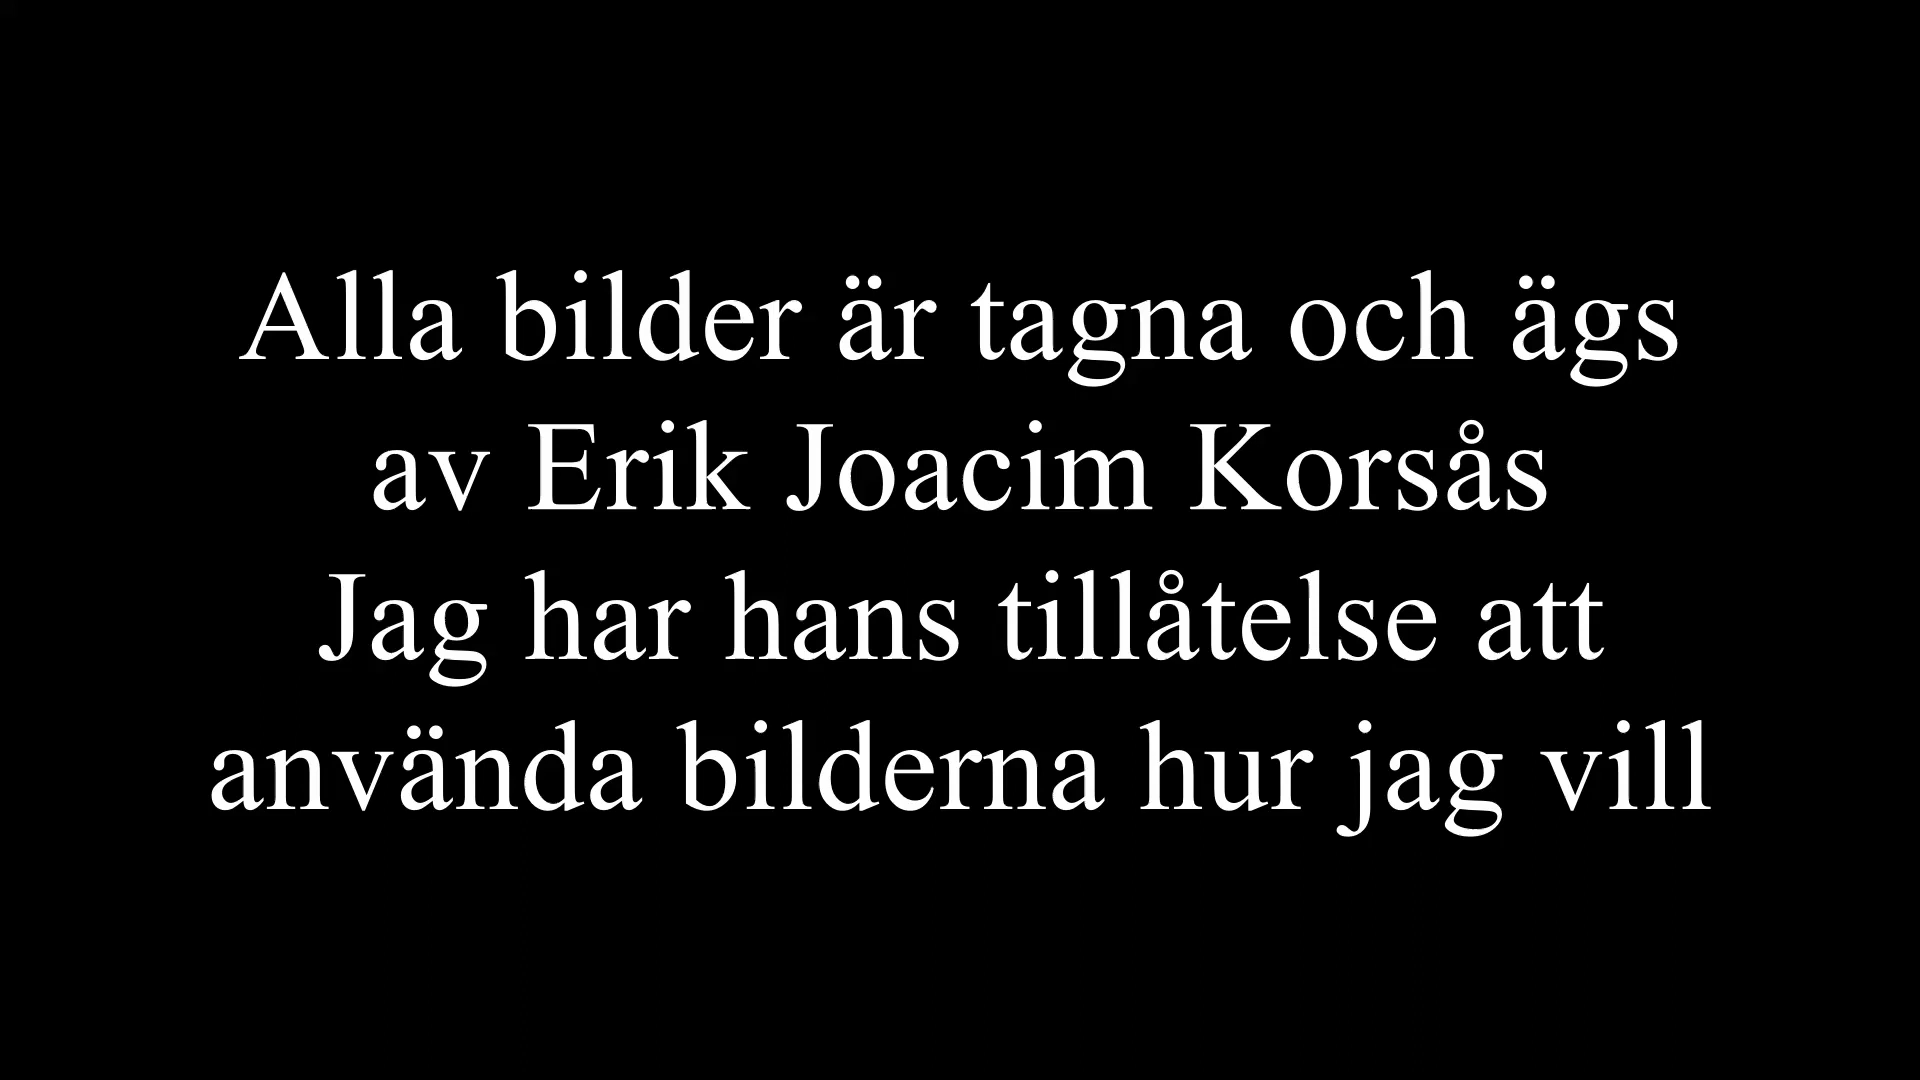 Alla bilder är tagna och ägs
av Erik Joacim Korsås
Jag har hans tillåtelse att
använda bilderna hur jag vill